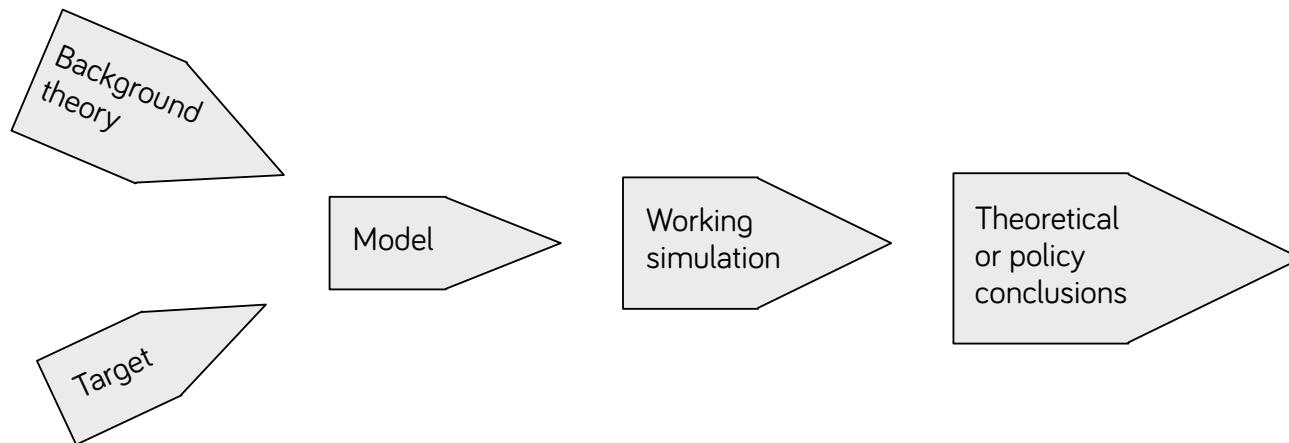 Background
theory
Target
Model
Working
simulation
Theoretical
or policy
conclusions